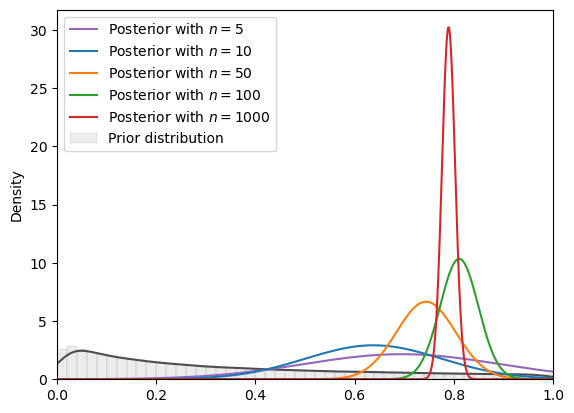 Posterior with n = 5
Posterior with n = 10
Posterior with n = 50
Posterior with n = 100
Posterior with n = 1000
Prior distribution
Density
30
25
20
15
10
5
0
0.0 0.2 0.4 0.6 0.8 1.0